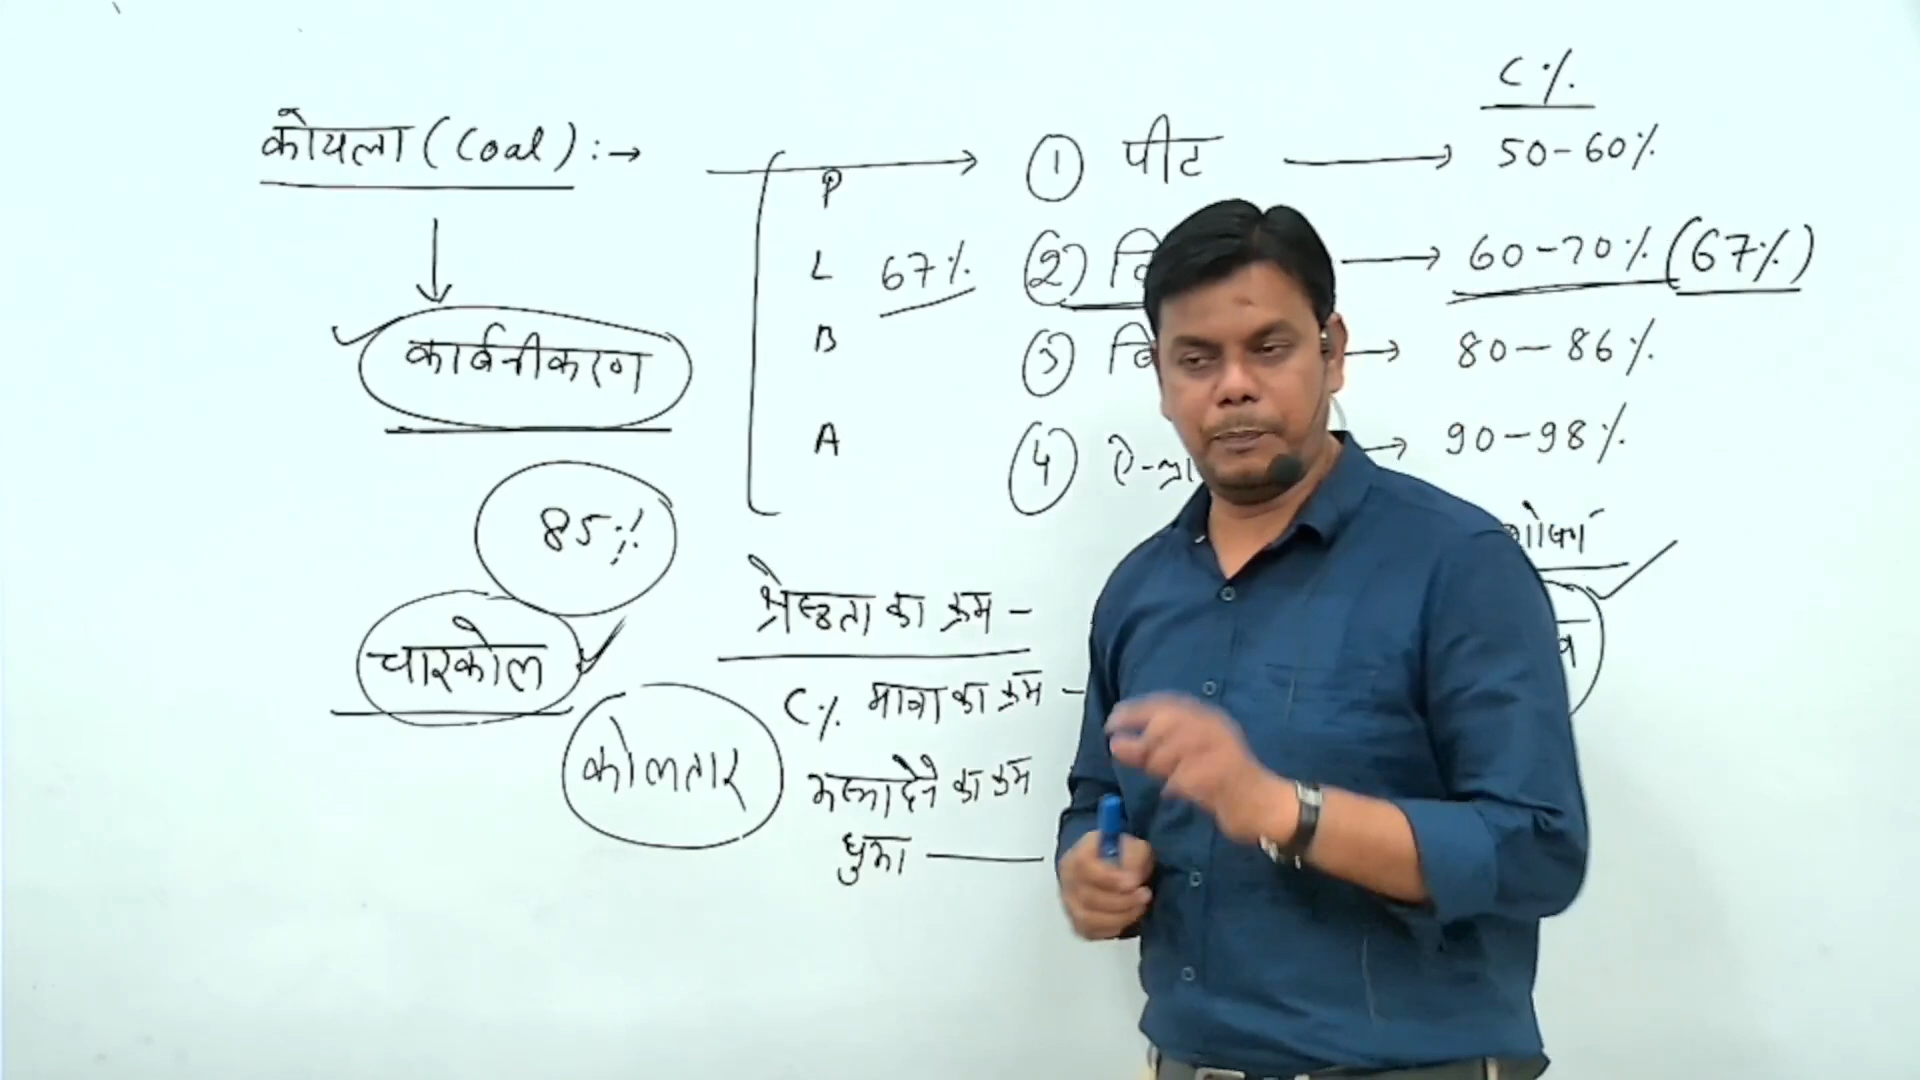 C%
कोयला (Coal) :→
① पीट → 50-60%
P
L 67%
② → 60-70% (67%)
B
③ → 80-86%
A
④ → 90-98%
कार्बनीकरण
85%
चारकोल
कोलतार
श्रेष्ठता का क्रम -
C% मात्रा का क्रम -
का क्रम
धुआ